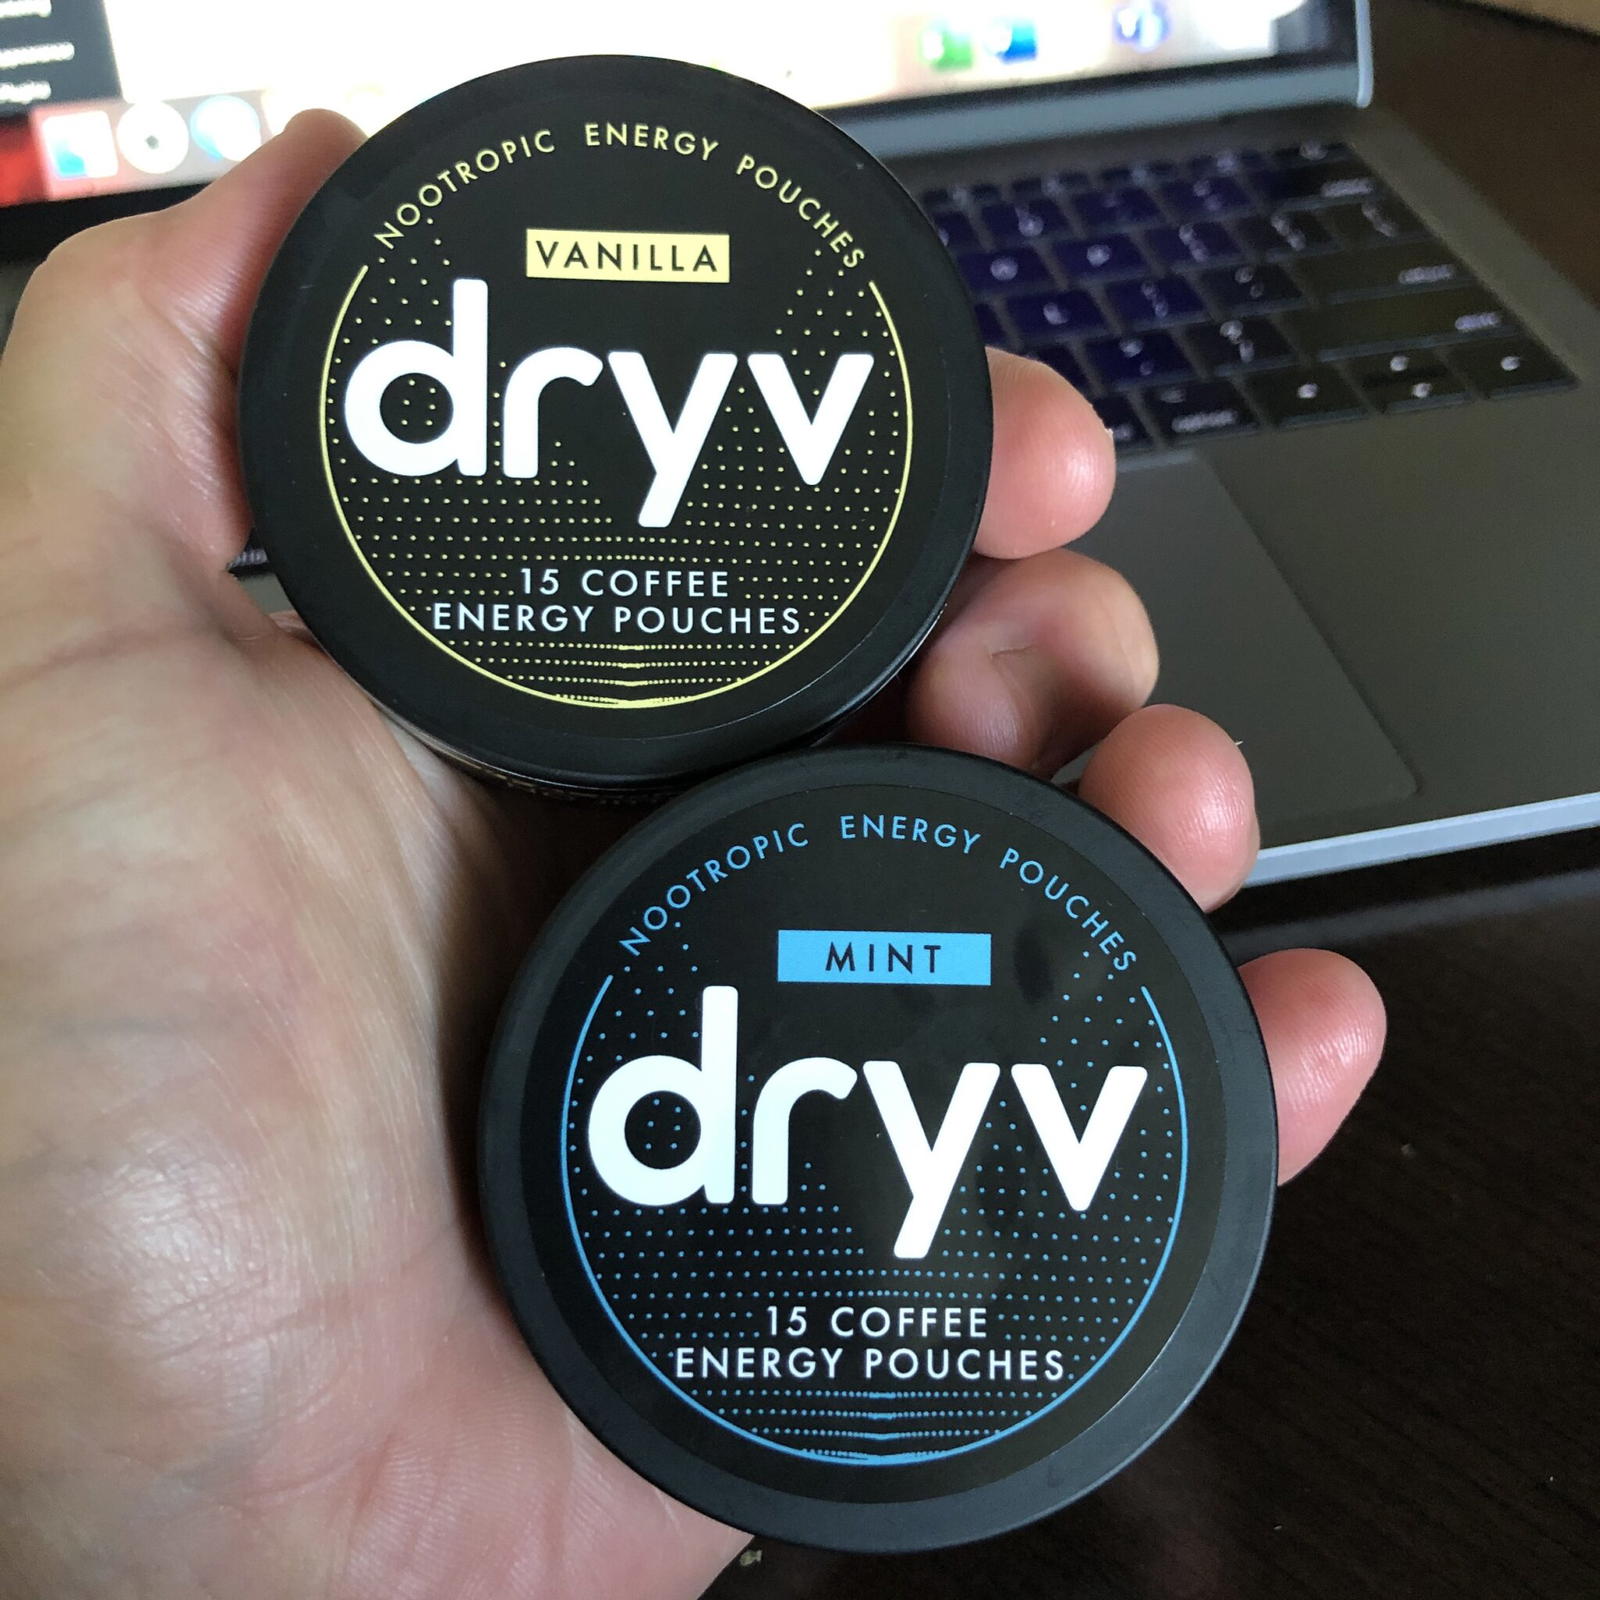 NOOTROPIC ENERGY POUCHES
VANILLA
dryv
15 COFFEE
ENERGY POUCHES
NOOTROPIC ENERGY POUCHES
MINT
dryv
15 COFFEE
ENERGY POUCHES